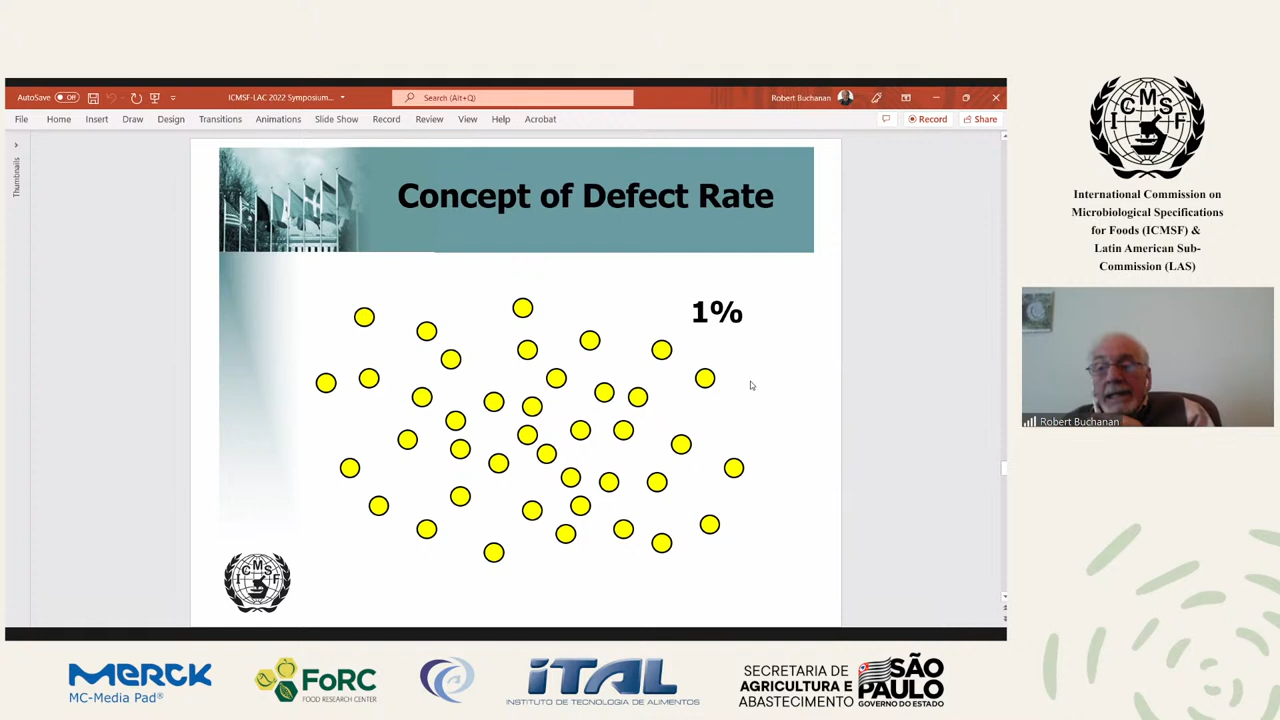 AutoSave Off
ICMSF-LAC 2022 Symposium...
Search (Alt+Q)
Robert Buchanan
File Home Insert Draw Design Transitions Animations Slide Show Record Review View Help Acrobat
Record Share
Thumbnails
Concept of Defect Rate
1%
ICMSF
ICMSF
International Commission on
Microbiological Specifications
for Foods (ICMSF) &
Latin American Sub-
Commission (LAS)
Robert Buchanan
MERCK
MC-Media Pad®
FoRC
FOOD RESEARCH CENTER
iTAL
INSTITUTO DE TECNOLOGIA DE ALIMENTOS
SECRETARIA DE
AGRICULTURA E
ABASTECIMENTO
SÃO
PAULO
GOVERNO DO ESTADO